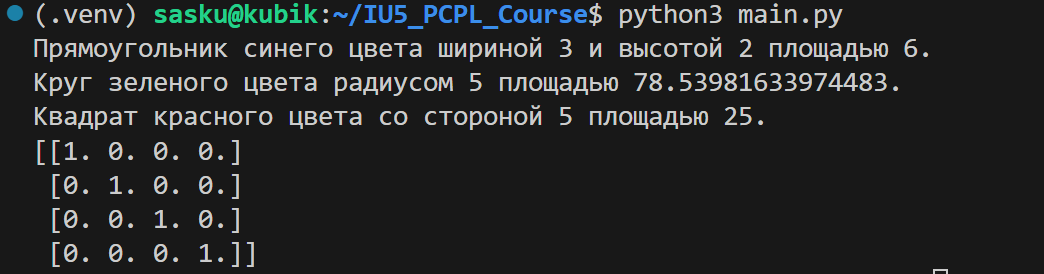 (.venv) sasku@kubik:~/IU5_PCPL_Course$ python3 main.py
Прямоугольник синего цвета шириной 3 и высотой 2 площадью 6.
Круг зеленого цвета радиусом 5 площадью 78.53981633974483.
Квадрат красного цвета со стороной 5 площадью 25.
[[1. 0. 0. 0.]
 [0. 1. 0. 0.]
 [0. 0. 1. 0.]
 [0. 0. 0. 1.]]